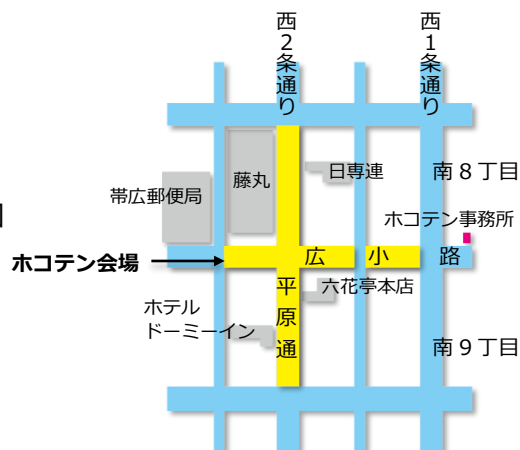 西2条通り
西1条通り
南8丁目
日専連
藤丸
帯広郵便局
ホコテン事務所
ホコテン会場
広小路
平原通
六花亭本店
ホテル
ドーミーイン
南9丁目